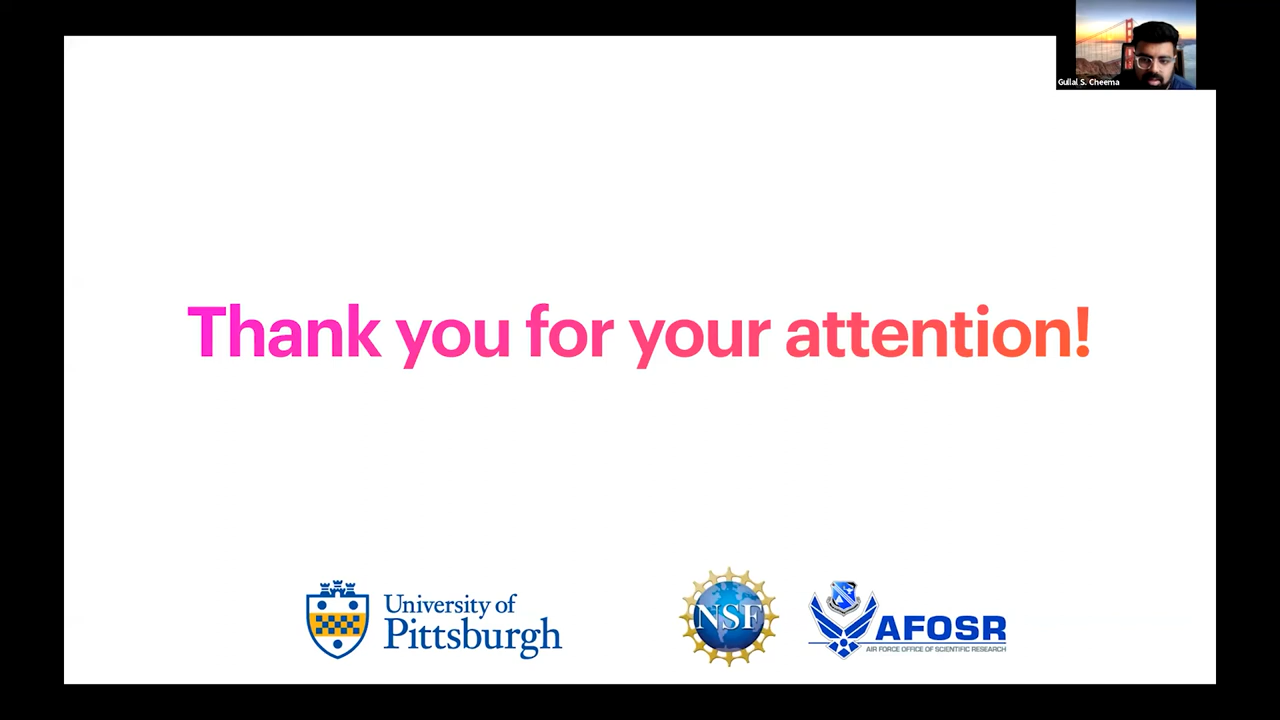 Gullal S. Cheema
Thank you for your attention!
University of
Pittsburgh
NSF
AFOSR
AIR FORCE OFFICE OF SCIENTIFIC RESEARCH